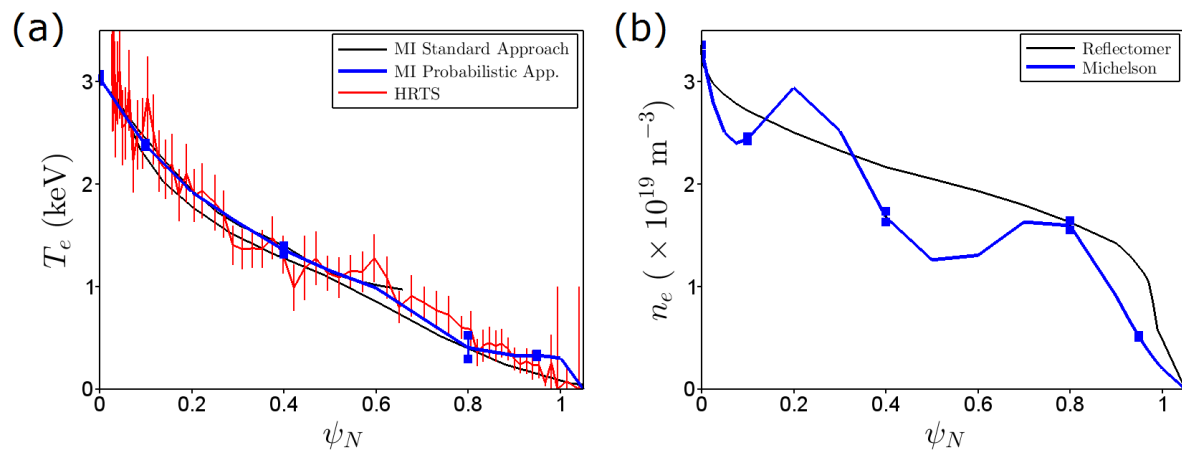 (a)
MI Standard Approach
MI Probabilistic App.
HRTS
T_e (keV)
3
2
1
0
0 0.2 0.4 0.6 0.8 1
ψ_N
(b)
Reflectomer
Michelson
n_e ( × 10^19 m^−3)
3
2
1
0
0 0.2 0.4 0.6 0.8 1
ψ_N